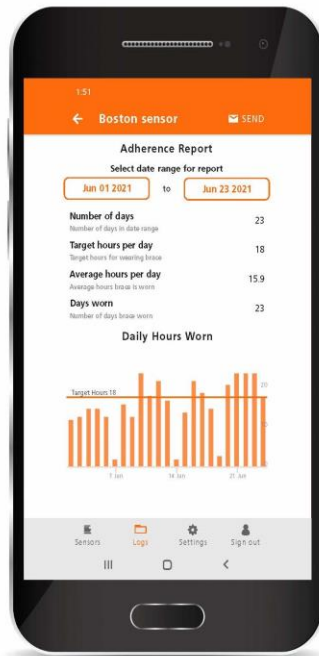 1:51
Boston sensor
SEND
Adherence Report
Select date range for report
Jun 01 2021 to Jun 23 2021
Number of days 23
Number of days in date range
Target hours per day 18
Target hours for wearing brace
Average hours per day 15.9
Average hours brace is worn
Days worn 23
Number of days brace worn
Daily Hours Worn
Target Hours 18
20
10
7 Jun 14 Jun 21 Jun
Sensors Logs Settings Sign out